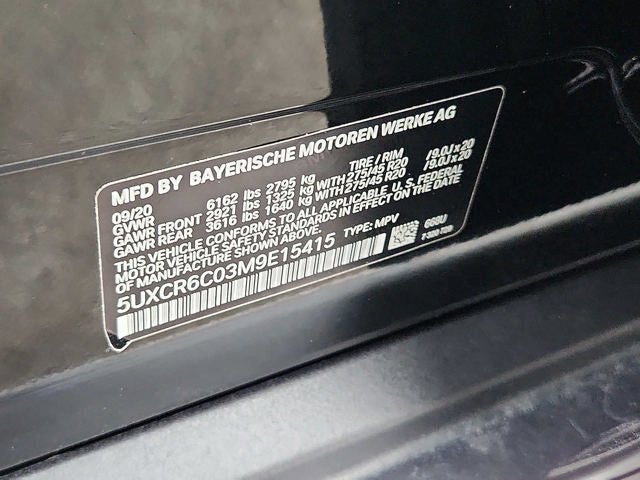 MFD BY BAYERISCHE MOTOREN WERKE AG
09/20 TIRE / RIM
GVWR 6162 lbs 2795 kg
GAWR FRONT 2921 lbs 1325 kg WITH 275/45 R20 /9.0J x 20
GAWR REAR 3616 lbs 1640 kg WITH 275/45 R20 /9.0J x 20
THIS VEHICLE CONFORMS TO ALL APPLICABLE U.S. FEDERAL
MOTOR VEHICLE SAFETY STANDARDS IN EFFECT ON THE DATE
OF MANUFACTURE SHOWN ABOVE.
5UXCR6C03M9E15415 TYPE: MPV